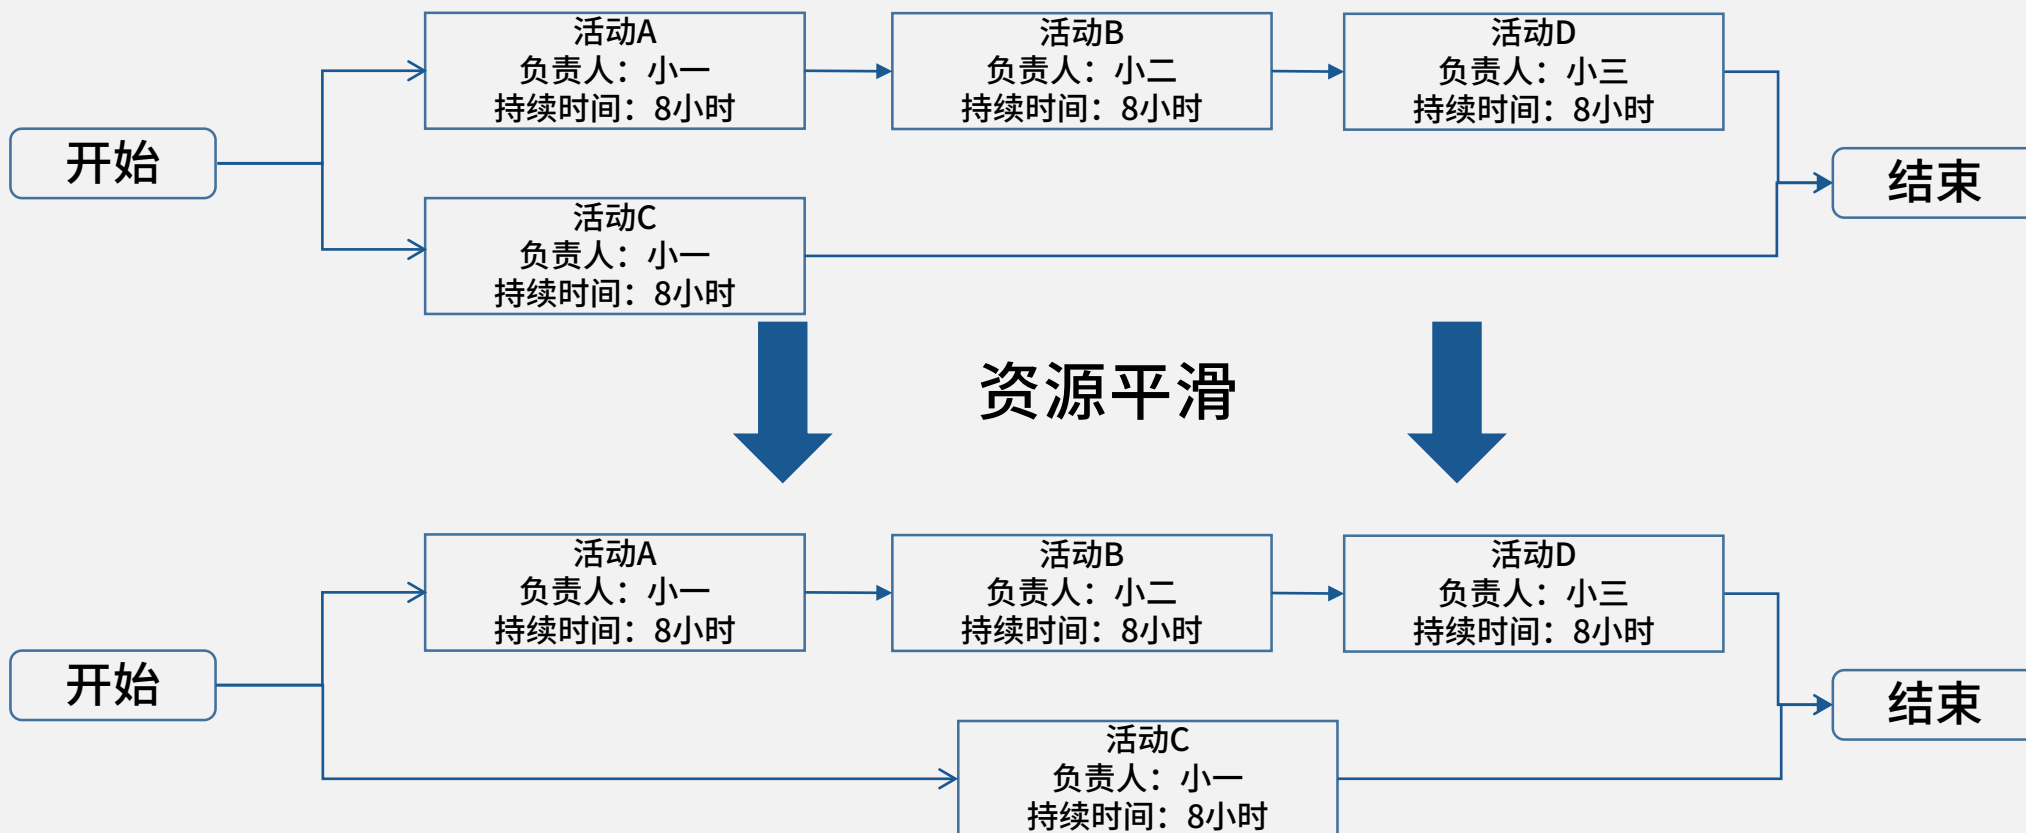 活动A
负责人：小一
持续时间：8小时
活动B
负责人：小二
持续时间：8小时
活动D
负责人：小三
持续时间：8小时
开始
结束
活动C
负责人：小一
持续时间：8小时
资源平滑
活动A
负责人：小一
持续时间：8小时
活动B
负责人：小二
持续时间：8小时
活动D
负责人：小三
持续时间：8小时
开始
结束
活动C
负责人：小一
持续时间：8小时